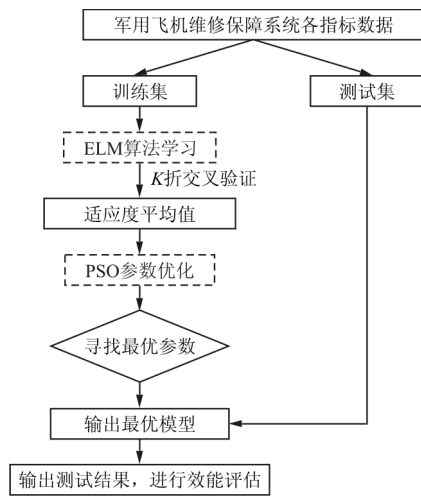 军用飞机维修保障系统各指标数据
训练集
测试集
ELM算法学习
K折交叉验证
适应度平均值
PSO参数优化
寻找最优参数
输出最优模型
输出测试结果，进行效能评估